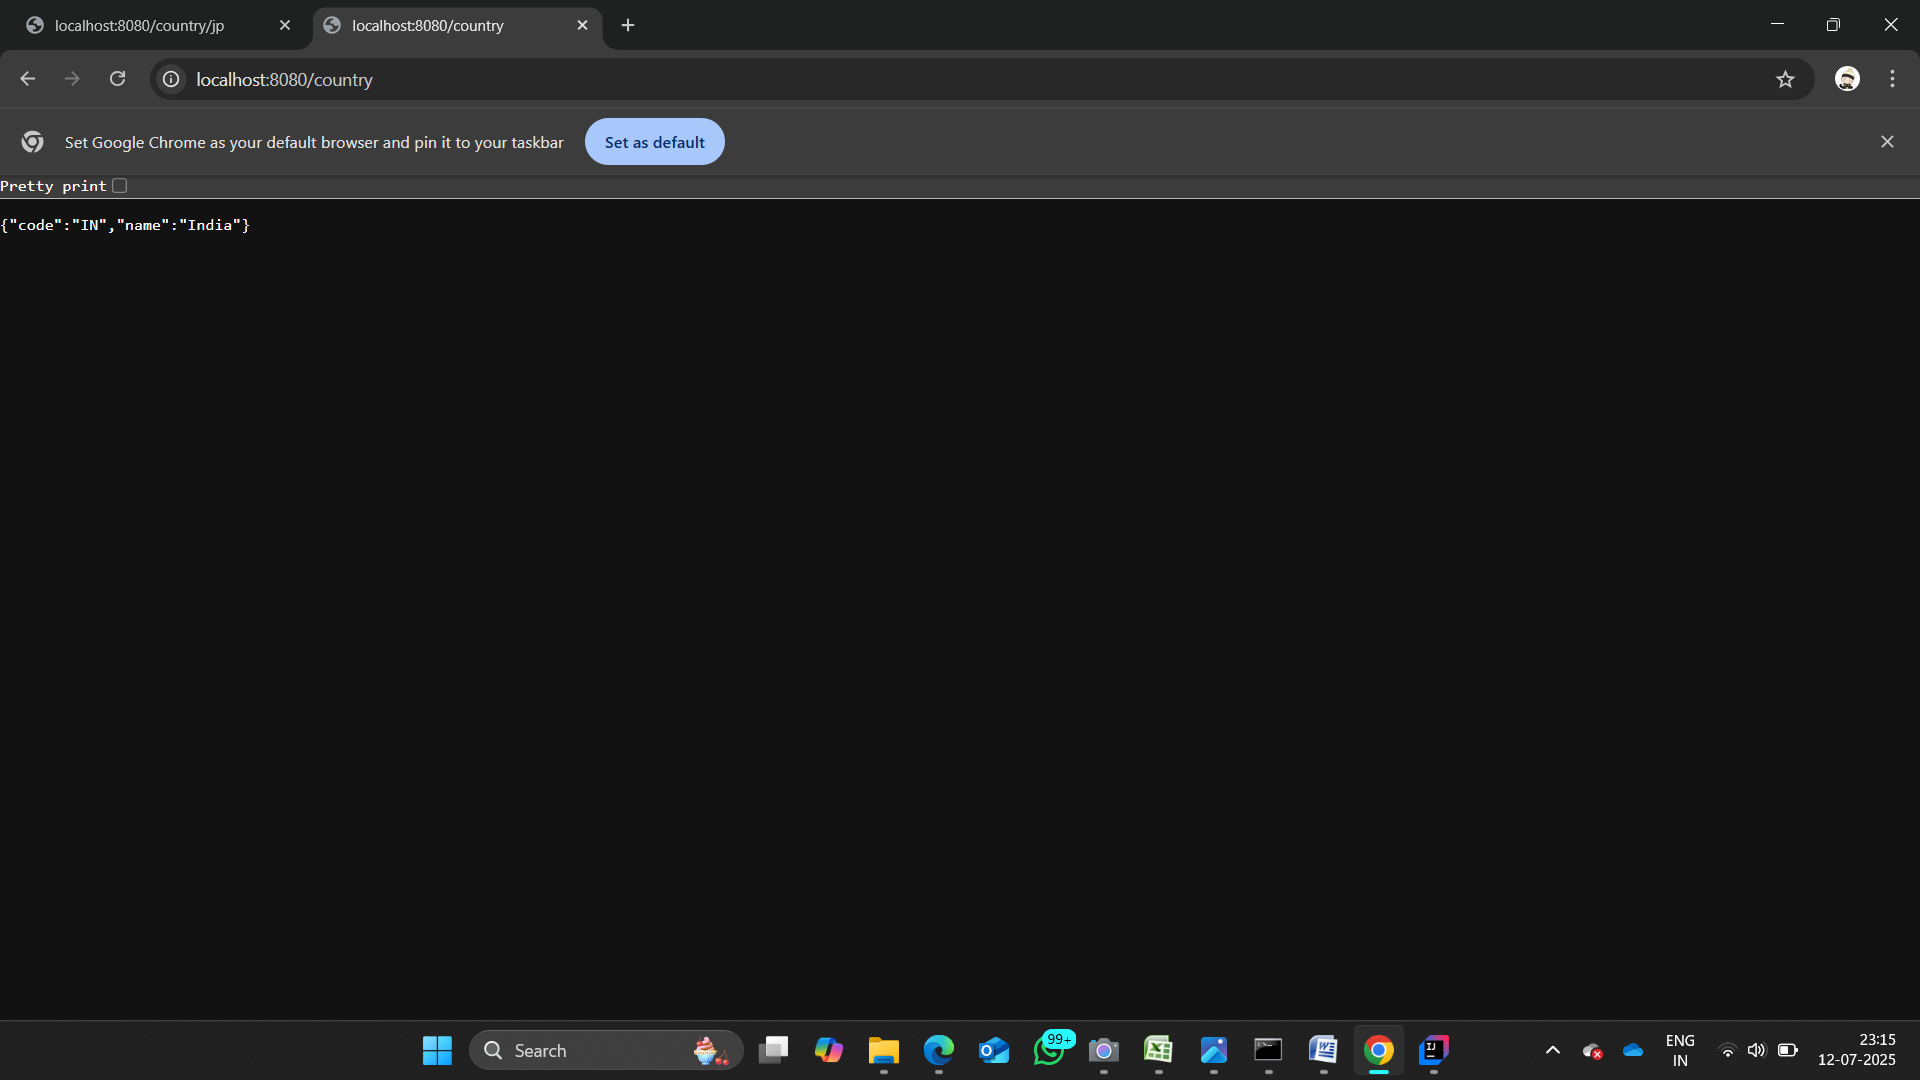 localhost:8080/country/jp
localhost:8080/country
localhost:8080/country
Set Google Chrome as your default browser and pin it to your taskbar
Set as default
Pretty print
{"code":"IN","name":"India"}
Search
99+
ENG
IN
23:15
12-07-2025